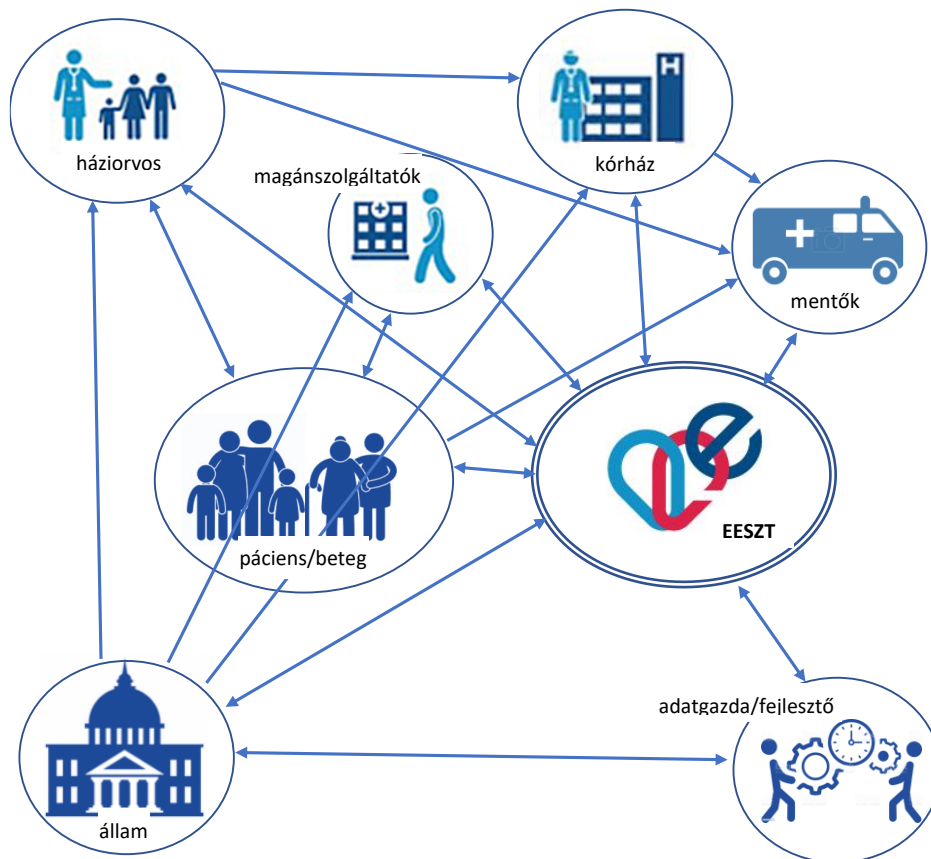 háziorvos
kórház
magánszolgáltatók
H
mentők
páciens/beteg
EESZT
adatgazda/fejlesztő
állam